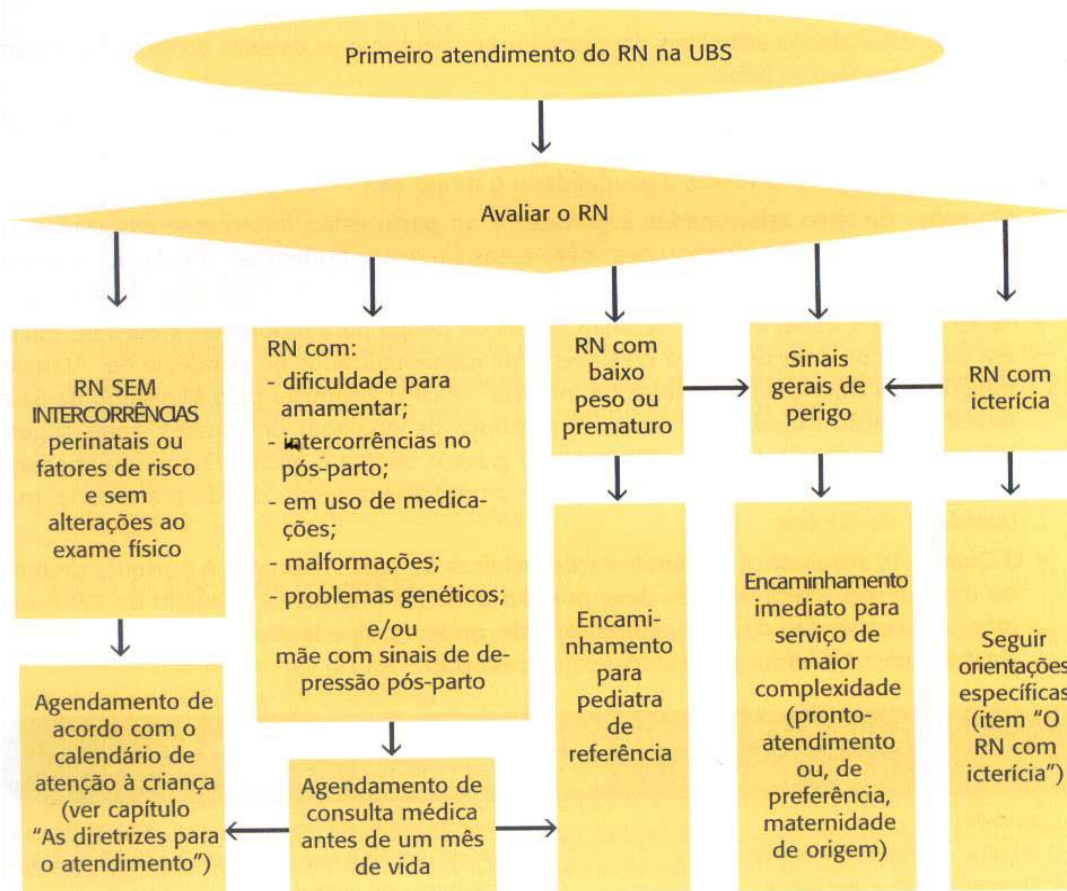 Primeiro atendimento do RN na UBS
Avaliar o RN
RN SEM
INTERCORRÊNCIAS
perinatais ou
fatores de risco
e sem
alterações ao
exame físico
RN com:
- dificuldade para
amamentar;
- intercorrências no
pós-parto;
- em uso de medica-
ções;
- malformações;
- problemas genéticos;
e/ou
mãe com sinais de de-
pressão pós-parto
RN com
baixo
peso ou
prematuro
Sinais
gerais de
perigo
RN com
icterícia
Agendamento de
acordo com o
calendário de
atenção à criança
(ver capítulo
"As diretrizes para
o atendimento")
Agendamento de
consulta médica
antes de um mês
de vida
Encami-
nhamento
para
pediatra
de
referência
Encaminhamento
imediato para
serviço de
maior
complexidade
(pronto-
atendimento
ou, de
preferência,
maternidade
de origem)
Seguir
orientações
específicas
(item "O
RN com
icterícia")